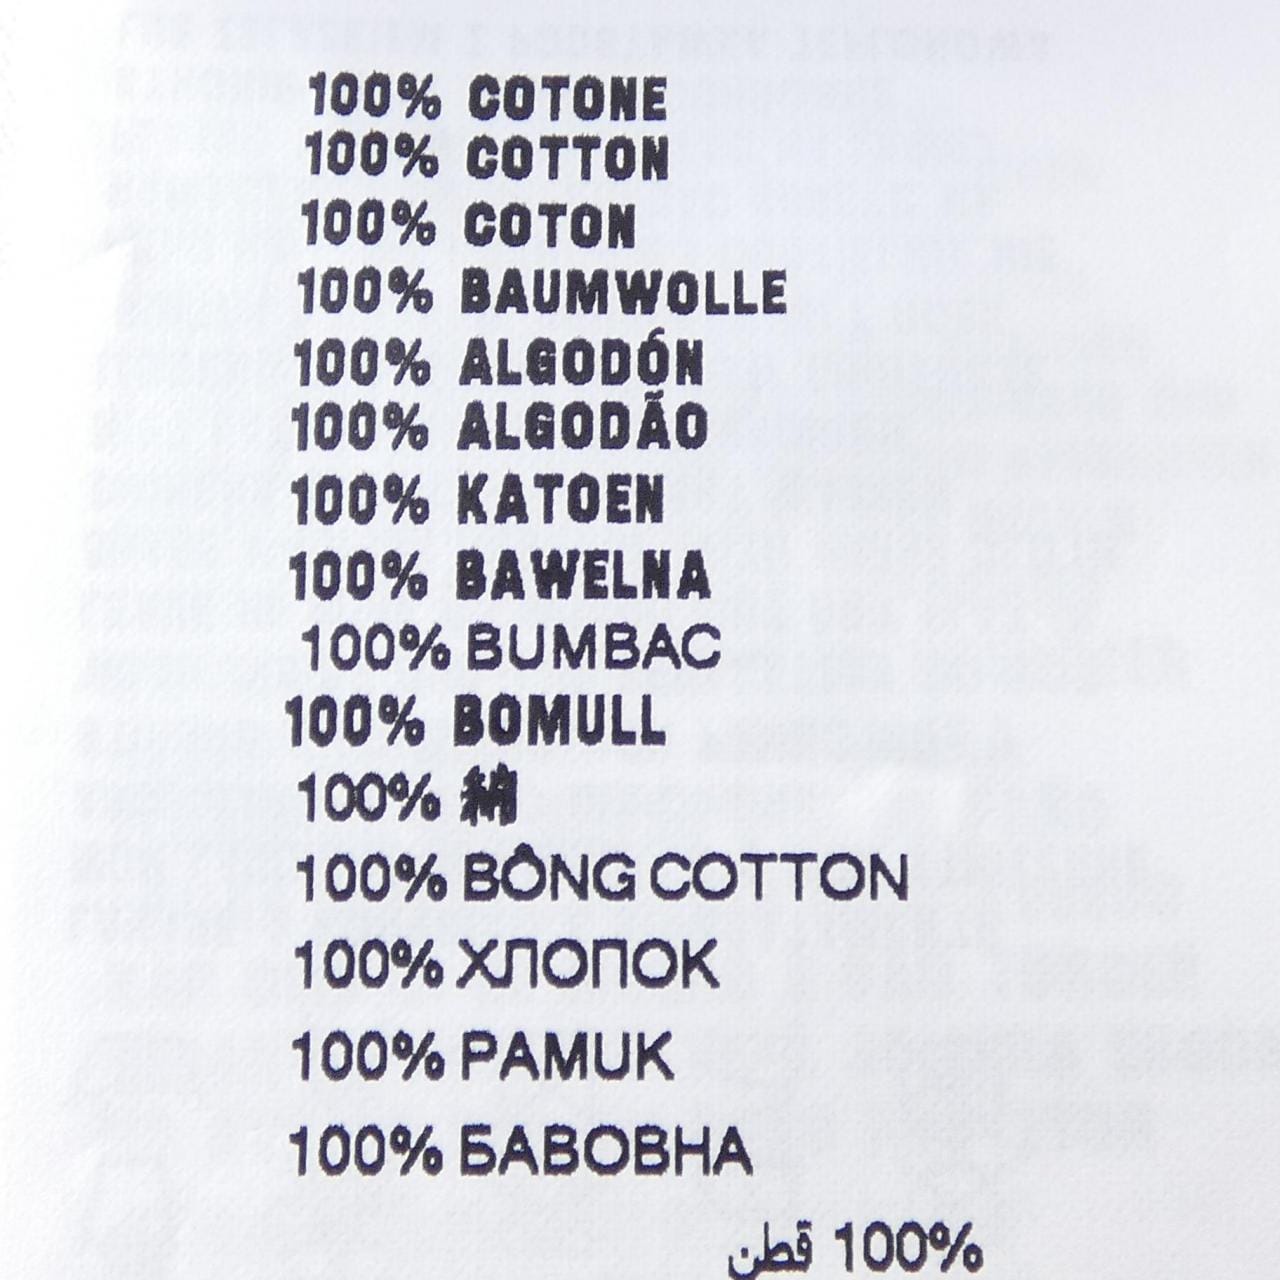 100% COTONE
100% COTTON
100% COTON
100% BAUMWOLLE
100% ALGODÓN
100% ALGODÃO
100% KATOEN
100% BAWELNA
100% BUMBAC
100% BOMULL
100% 綿
100% BÔNG COTTON
100% ХЛОПОК
100% PAMUK
100% БАВОВНА
100% قطن